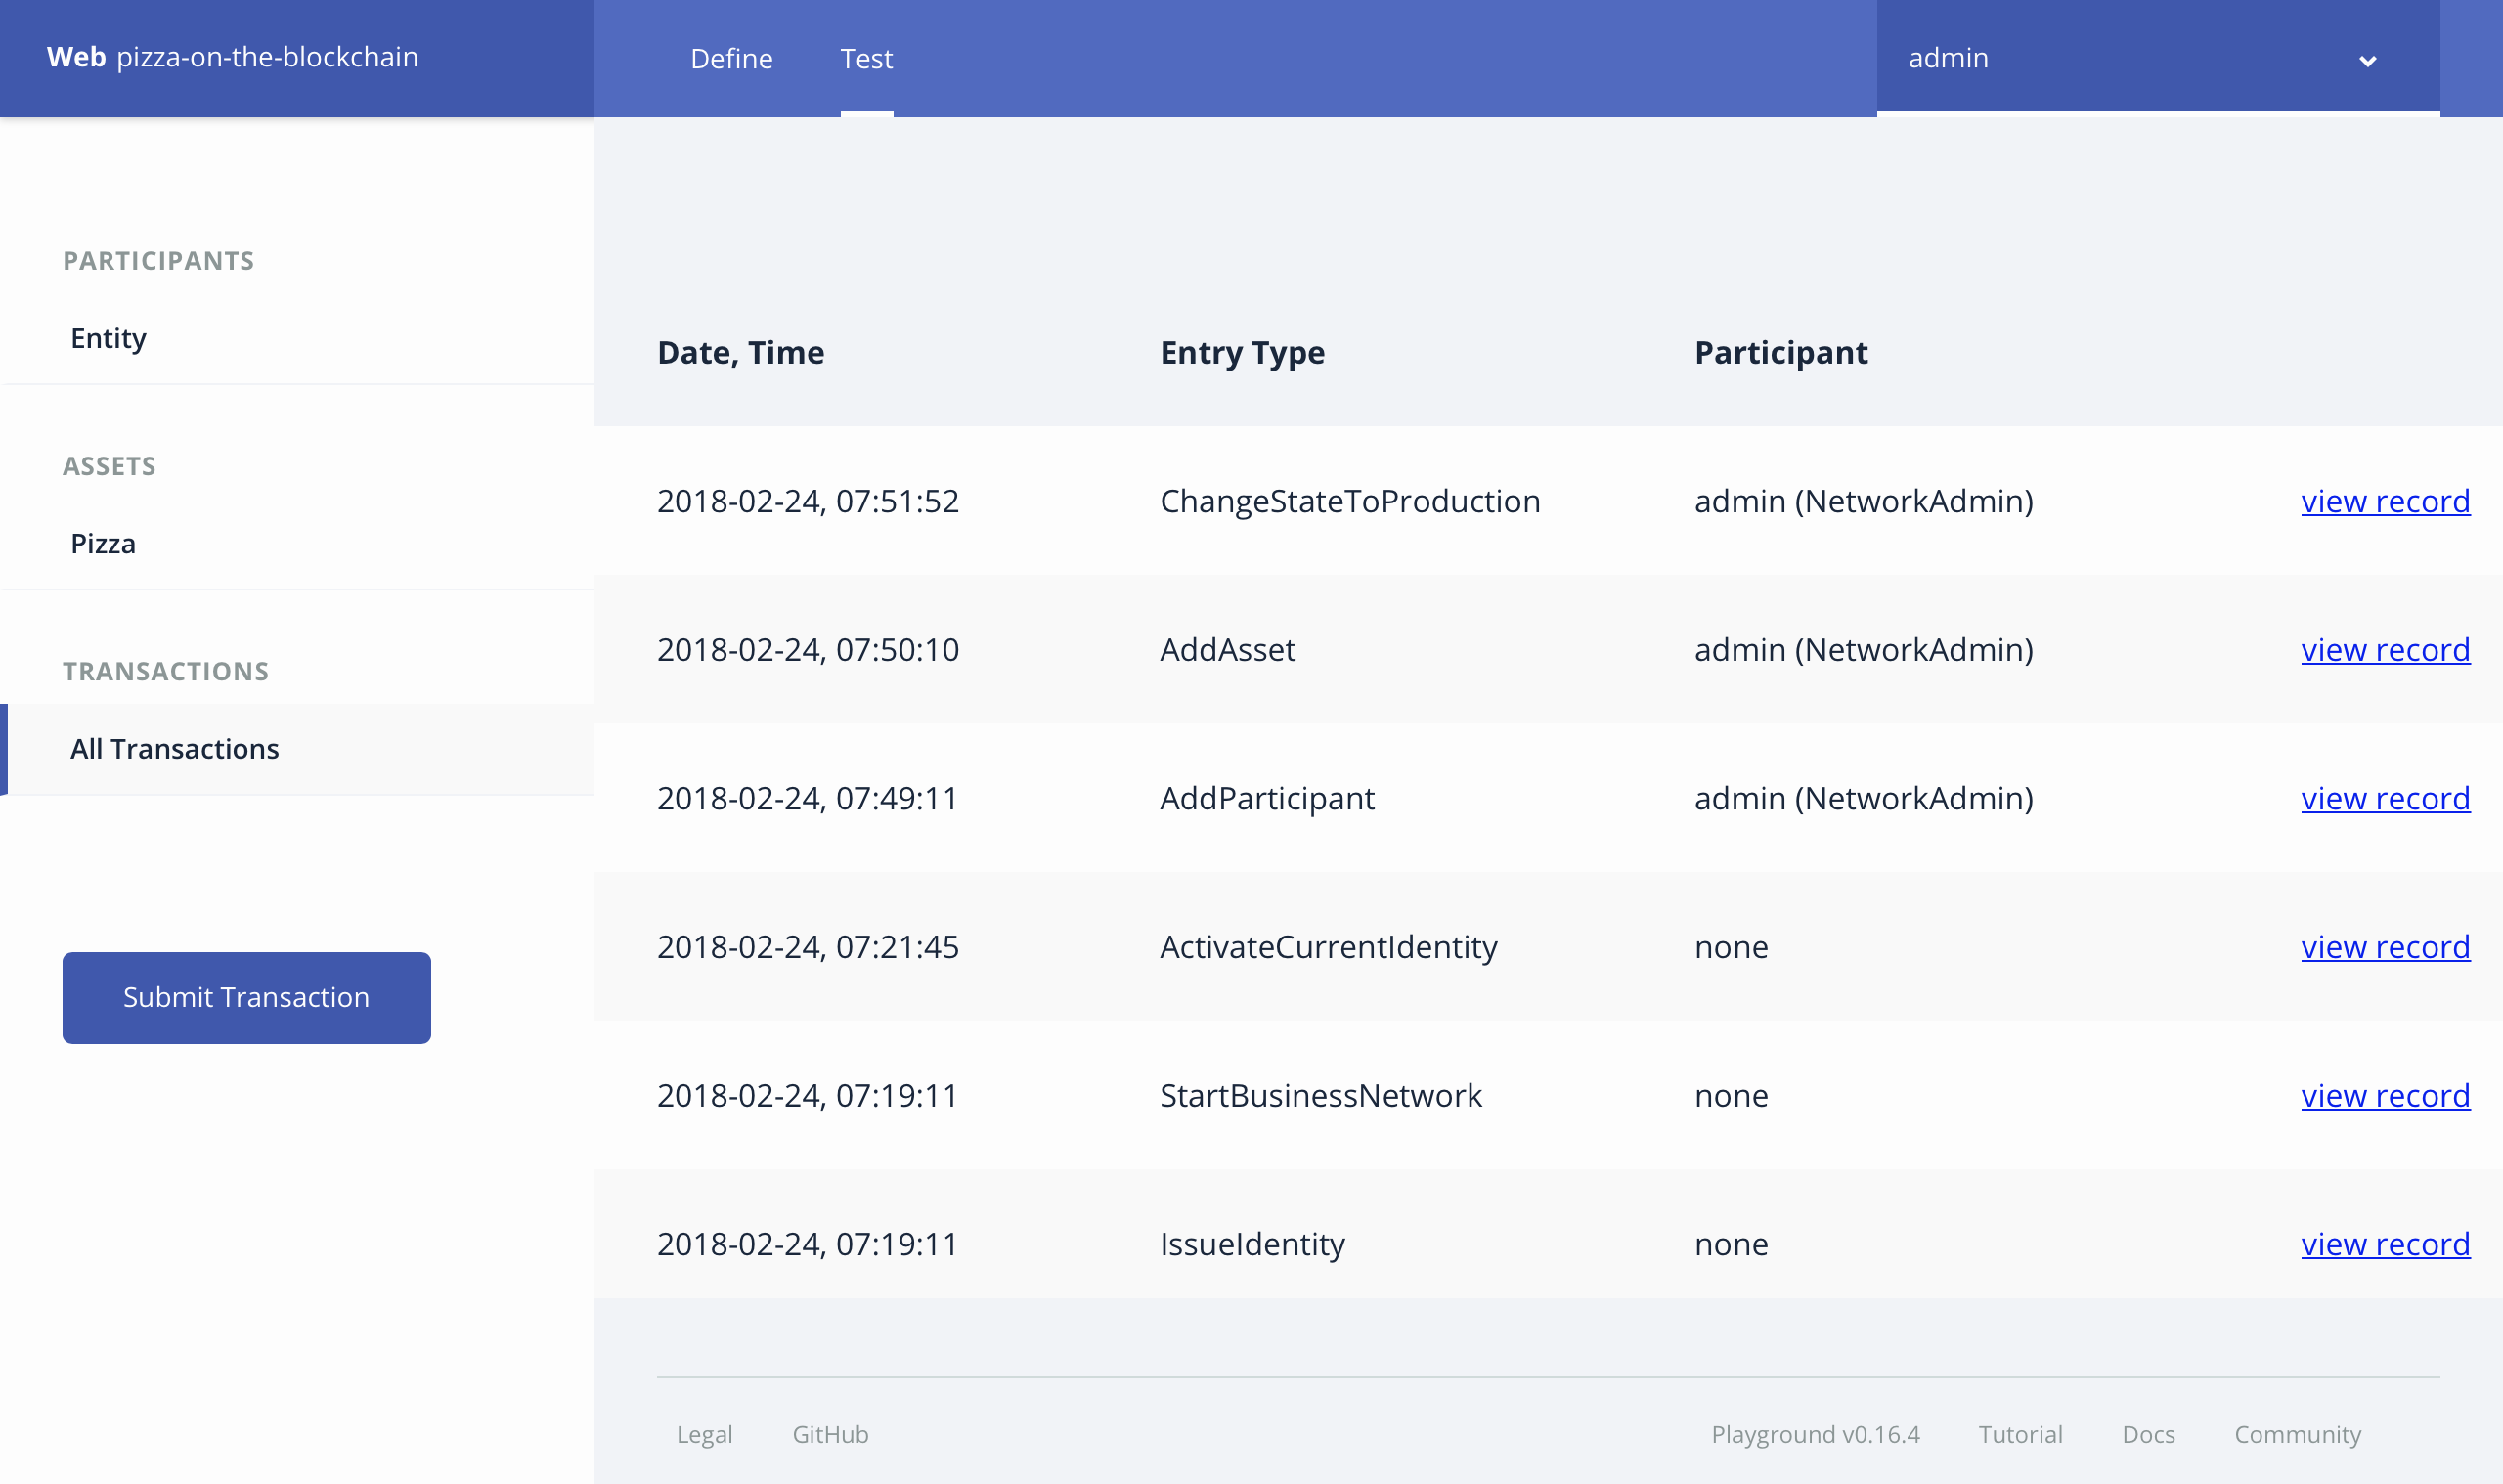 Web pizza-on-the-blockchain
Define Test admin
PARTICIPANTS
Entity
ASSETS
Pizza
TRANSACTIONS
All Transactions
Submit Transaction
Date, Time Entry Type Participant
2018-02-24, 07:51:52 ChangeStateToProduction admin (NetworkAdmin) view record
2018-02-24, 07:50:10 AddAsset admin (NetworkAdmin) view record
2018-02-24, 07:49:11 AddParticipant admin (NetworkAdmin) view record
2018-02-24, 07:21:45 ActivateCurrentIdentity none view record
2018-02-24, 07:19:11 StartBusinessNetwork none view record
2018-02-24, 07:19:11 IssueIdentity none view record
Legal GitHub Playground v0.16.4 Tutorial Docs Community